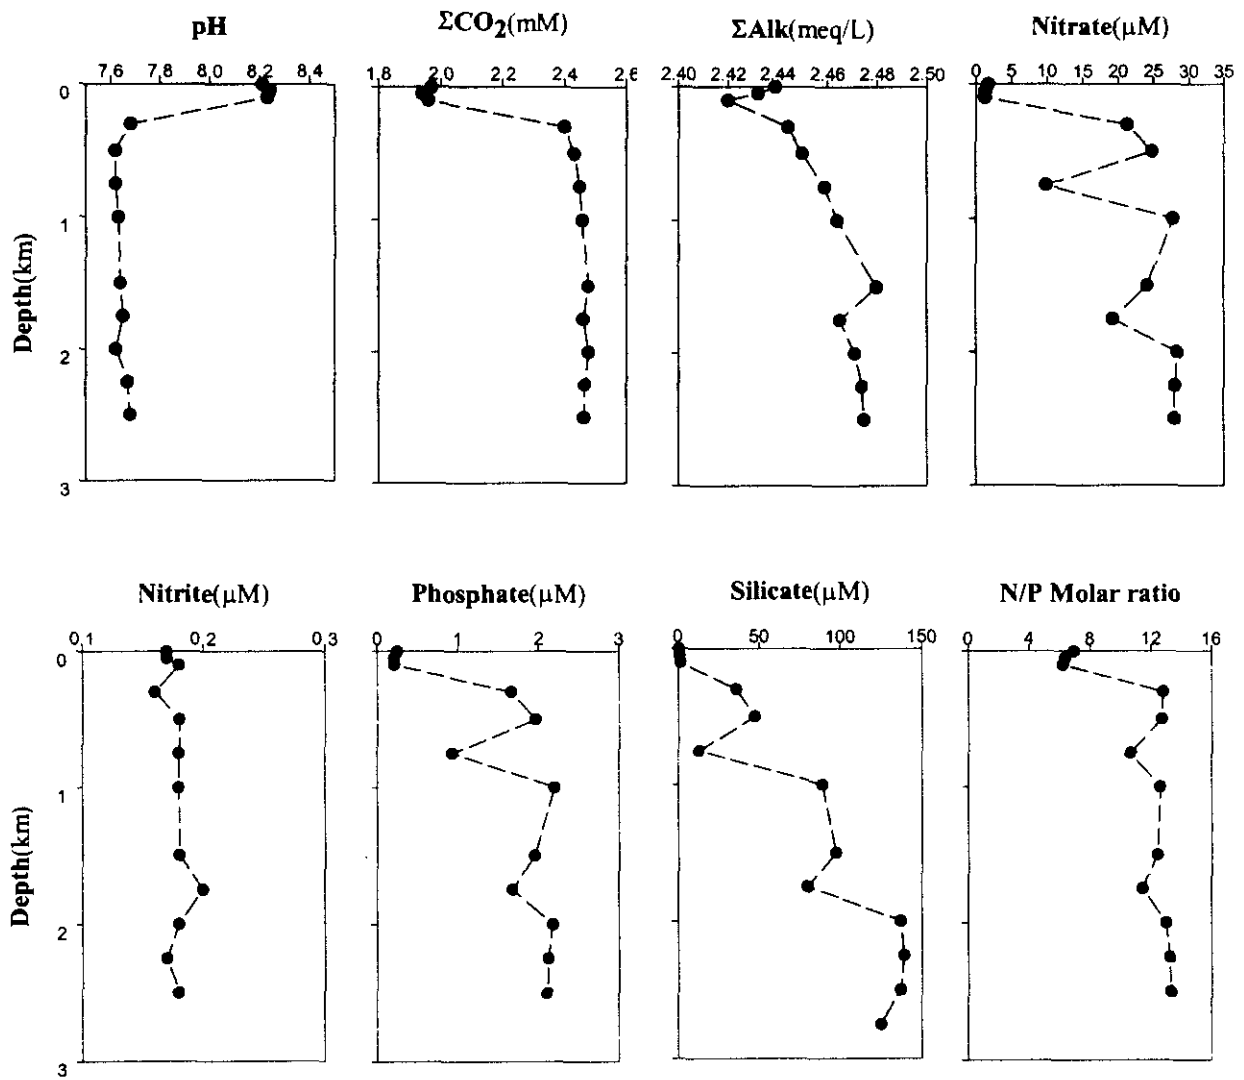 pH
ΣCO₂(mM)
ΣAlk(meq/L)
Nitrate(μM)
7,6 7,8 8,0 8,2 8,4
1,8 2,0 2,2 2,4 2,6
2.40 2.42 2.44 2.46 2.48 2.50
0 5 10 15 20 25 30 35
0
1
2
3
Depth(km)
Nitrite(μM)
Phosphate(μM)
Silicate(μM)
N/P Molar ratio
0,1 0,2 0,3
0 1 2 3
0 50 100 150
0 4 8 12 16
0
1
2
3
Depth(km)